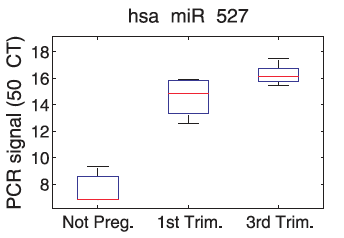 hsa miR 527
PCR signal (50 CT)
18
16
14
12
10
8
Not Preg. 1st Trim. 3rd Trim.